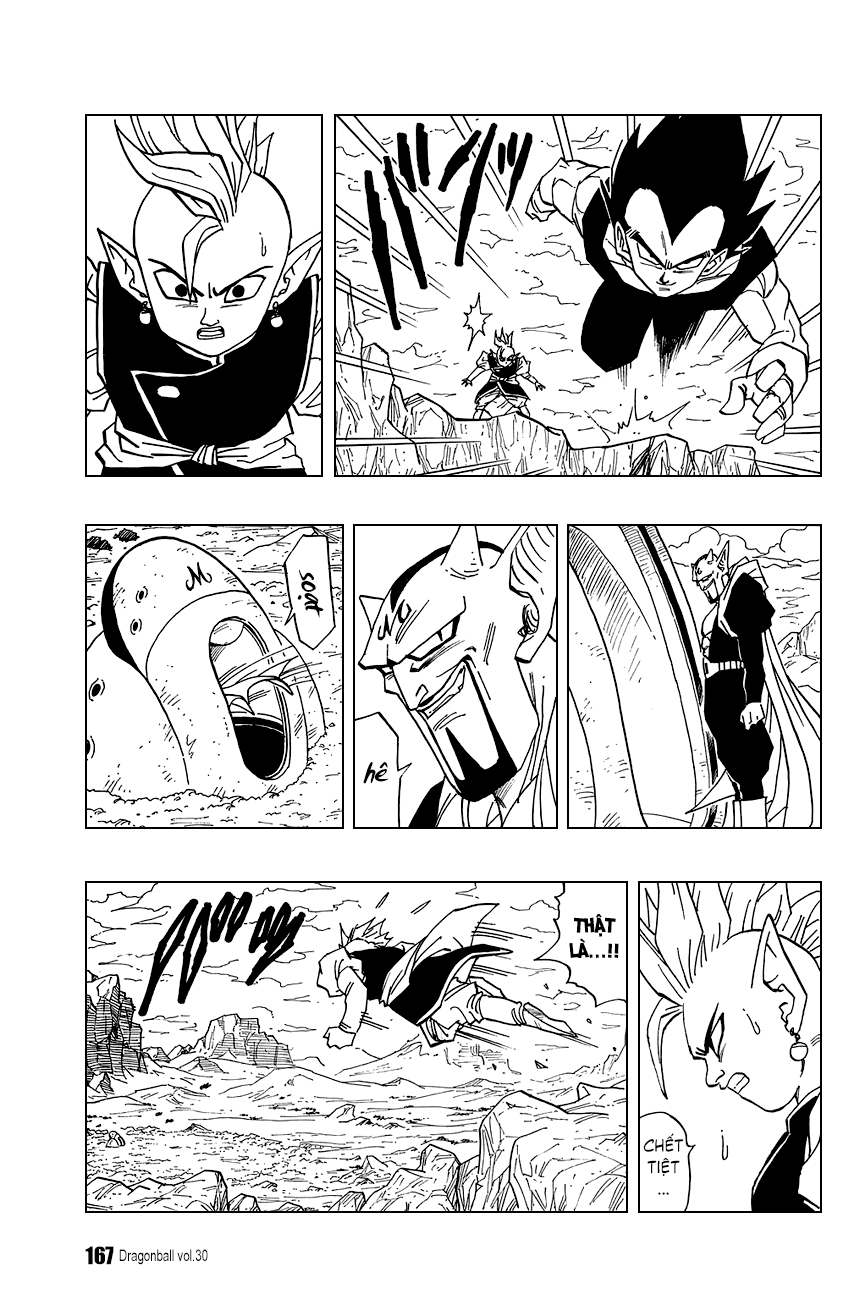 soạt
hê
THẬT
LÀ...!!
CHẾT
TIỆT
...
167 Dragonball vol.30